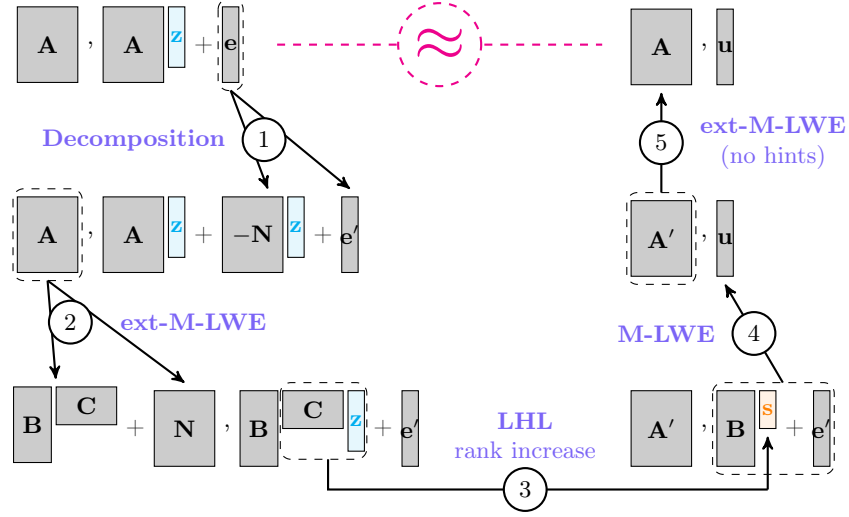 A , A z + e ≈ A , u
Decomposition 1
5 ext-M-LWE
(no hints)
A , A z + −N z + e′
A′ , u
2 ext-M-LWE
M-LWE 4
B C + N , B C z + e′
LHL
rank increase
A′ , B s + e′
3